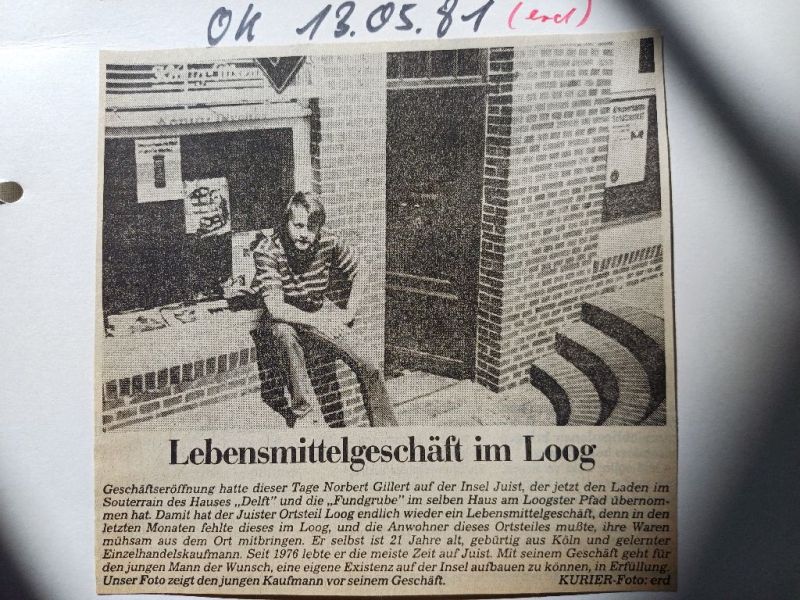 OK 13.05.81 (erd)
Lebensmittelgeschäft im Loog
Geschäftseröffnung hatte dieser Tage Norbert Gillert auf der Insel Juist, der jetzt den Laden im
Souterrain des Hauses „Delft" und die „Fundgrube" im selben Haus am Loogster Pfad übernom-
men hat. Damit hat der Juister Ortsteil Loog endlich wieder ein Lebensmittelgeschäft, denn in den
letzten Monaten fehlte dieses im Loog, und die Anwohner dieses Ortsteiles mußte, ihre Waren
mühsam aus dem Ort mitbringen. Er selbst ist 21 Jahre alt, gebürtig aus Köln und gelernter
Einzelhandelskaufmann. Seit 1976 lebte er die meiste Zeit auf Juist. Mit seinem Geschäft geht für
den jungen Mann der Wunsch, eine eigene Existenz auf der Insel aufbauen zu können, in Erfüllung.
Unser Foto zeigt den jungen Kaufmann vor seinem Geschäft. KURIER-Foto: erd